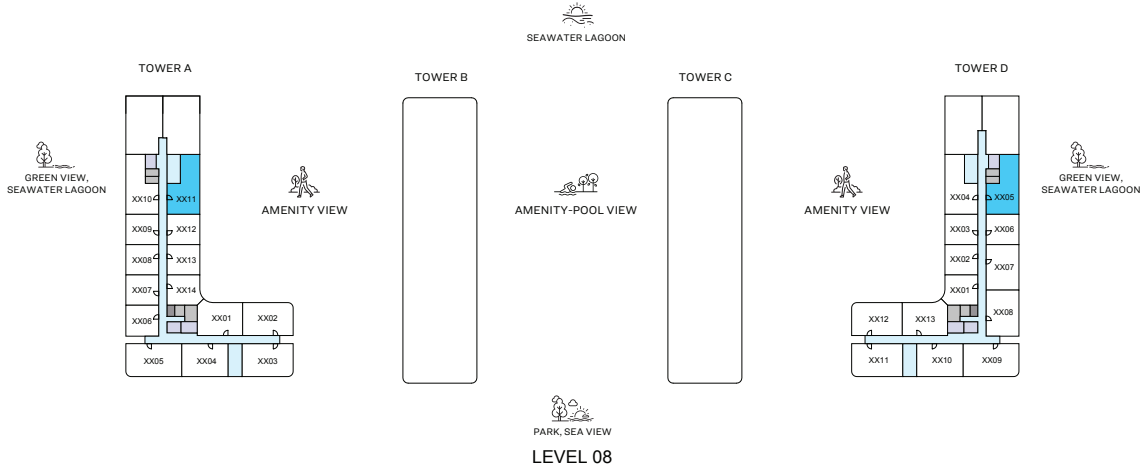 SEAWATER LAGOON
TOWER A
TOWER B
TOWER C
TOWER D
GREEN VIEW,
SEAWATER LAGOON
AMENITY VIEW
AMENITY-POOL VIEW
AMENITY VIEW
GREEN VIEW,
SEAWATER LAGOON
XX10 XX11
XX09 XX12
XX08 XX13
XX07 XX14
XX06 XX01 XX02
XX05 XX04 XX03
XX04 XX05
XX03 XX06
XX02 XX07
XX01
XX08
XX12 XX13
XX11 XX10 XX09
PARK, SEA VIEW
LEVEL 08